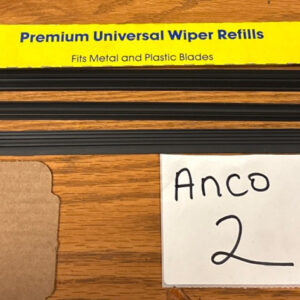 Premium Universal Wiper Refills
Fits Metal and Plastic Blades
ANCO
2